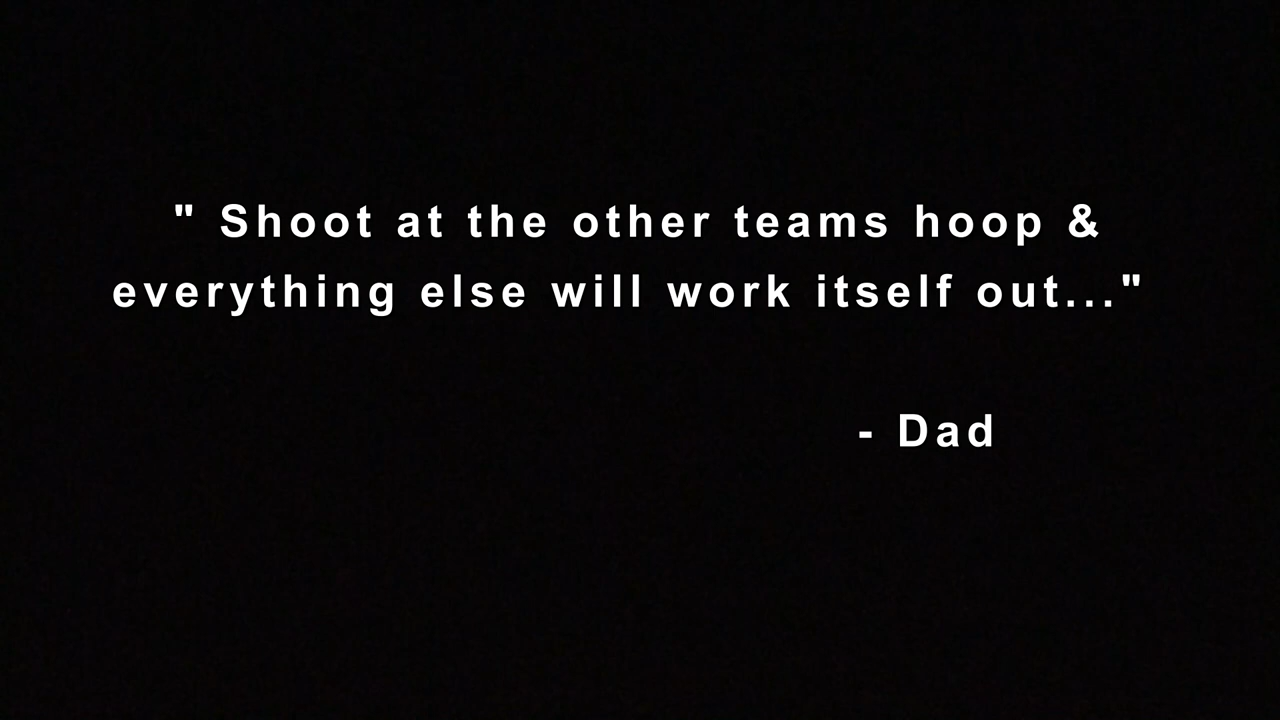 " Shoot at the other teams hoop &
everything else will work itself out..."
- Dad